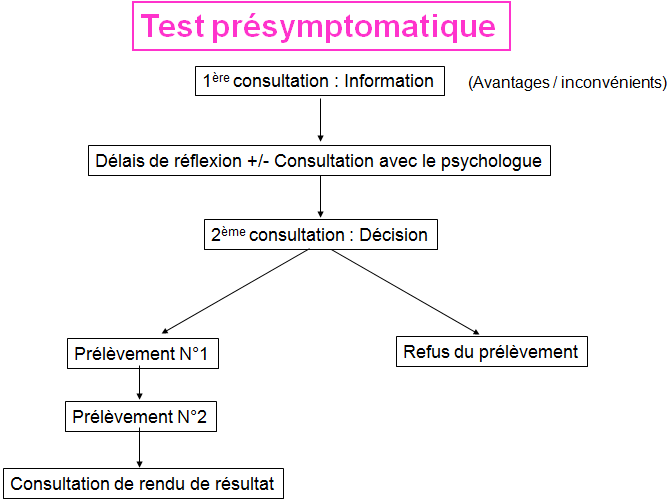 Test présymptomatique
1ère consultation : Information
(Avantages / inconvénients)
Délais de réflexion +/- Consultation avec le psychologue
2ème consultation : Décision
Prélèvement N°1
Refus du prélèvement
Prélèvement N°2
Consultation de rendu de résultat